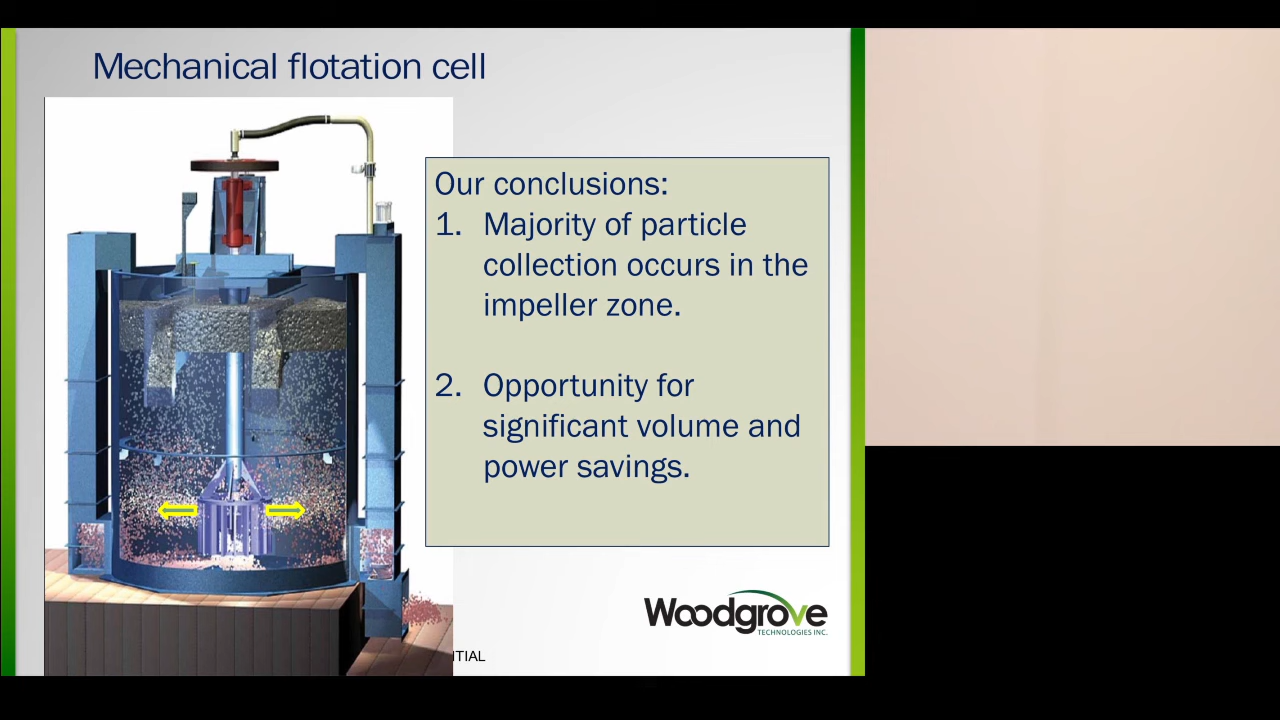 Mechanical flotation cell
Our conclusions:
1. Majority of particle
collection occurs in the
impeller zone.
2. Opportunity for
significant volume and
power savings.
Woodgrove
TECHNOLOGIES INC.
NTIAL